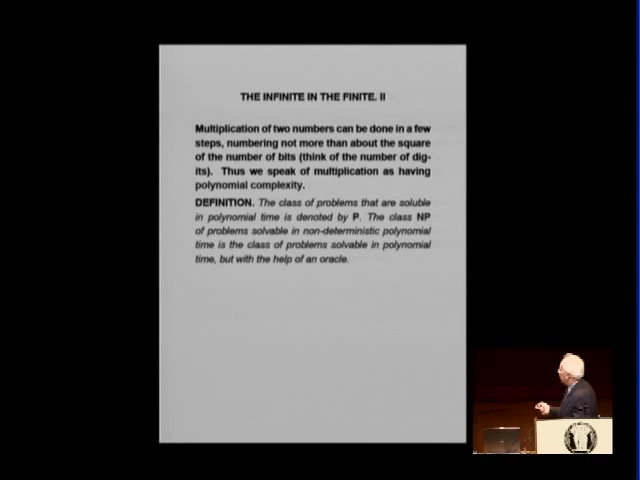 THE INFINITE IN THE FINITE. II
Multiplication of two numbers can be done in a few
steps, numbering not more than about the square
of the number of bits (think of the number of dig-
its). Thus we speak of multiplication as having
polynomial complexity.
DEFINITION. The class of problems that are soluble
in polynomial time is denoted by P. The class NP
of problems solvable in non-deterministic polynomial
time is the class of problems solvable in polynomial
time, but with the help of an oracle.